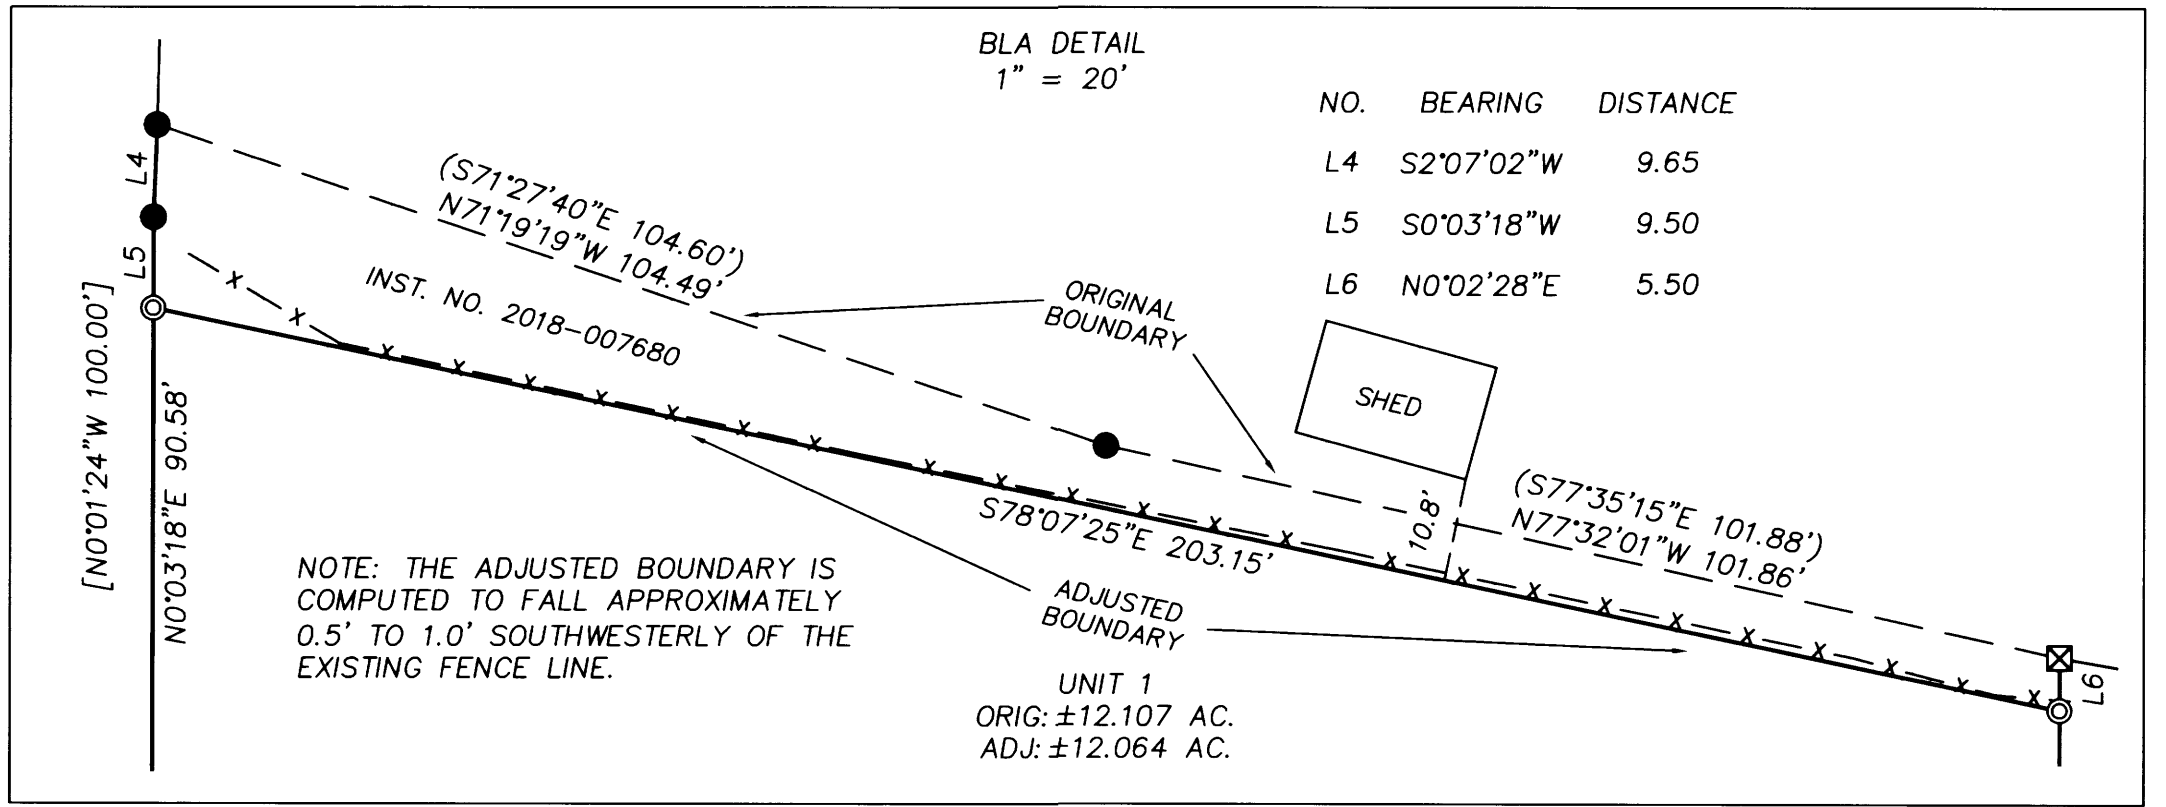 BLA DETAIL
1" = 20'
NO. BEARING DISTANCE
L4 S2°07'02"W 9.65
L5 S0°03'18"W 9.50
L6 N0°02'28"E 5.50
L4
L5
[N0°01'24"W 100.00']
N0°03'18"E 90.58'
(S71°27'40"E 104.60')
N71°19'19"W 104.49'
INST. NO. 2018-007680
ORIGINAL
BOUNDARY
SHED
10.8'
(S77°35'15"E 101.88')
N77°32'01"W 101.86'
S78°07'25"E 203.15'
NOTE: THE ADJUSTED BOUNDARY IS
COMPUTED TO FALL APPROXIMATELY
0.5' TO 1.0' SOUTHWESTERLY OF THE
EXISTING FENCE LINE.
ADJUSTED
BOUNDARY
L6
UNIT 1
ORIG: ±12.107 AC.
ADJ: ±12.064 AC.